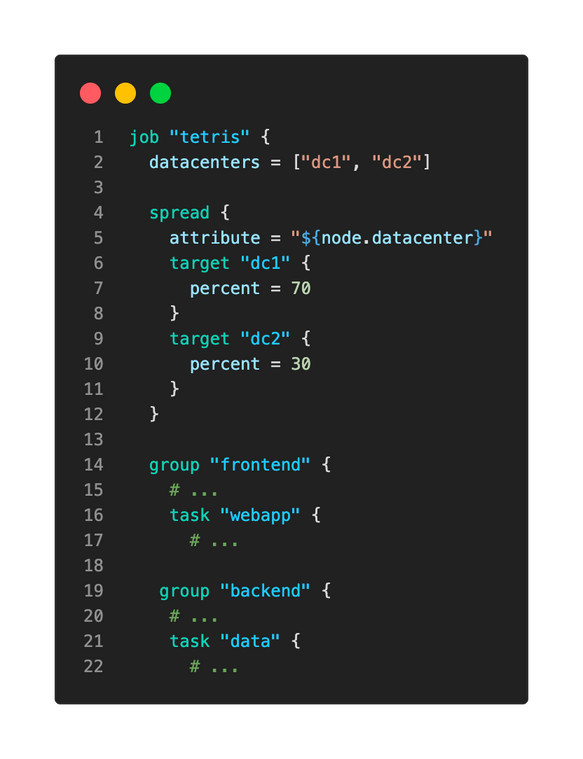 1 job "tetris" {
2   datacenters = ["dc1", "dc2"]
3
4   spread {
5     attribute = "${node.datacenter}"
6     target "dc1" {
7       percent = 70
8     }
9     target "dc2" {
10       percent = 30
11     }
12   }
13
14   group "frontend" {
15     # ...
16     task "webapp" {
17       # ...
18
19    group "backend" {
20     # ...
21     task "data" {
22       # ...